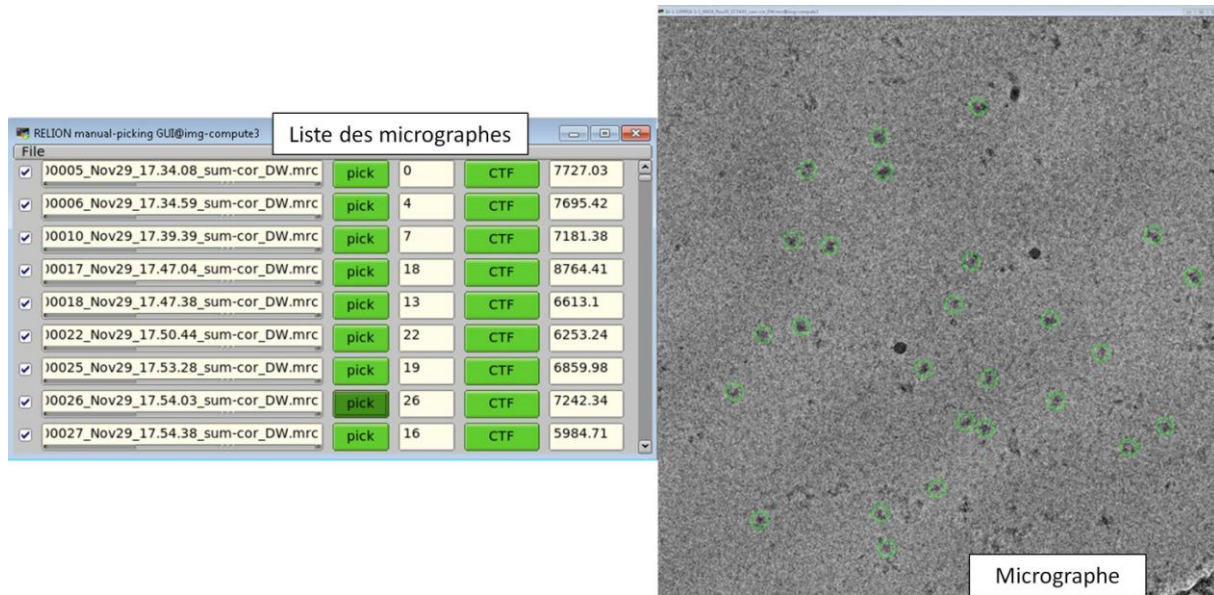 RELION manual-picking GUI@img-compute3
Liste des micrographes
File
)0005_Nov29_17.34.08_sum-cor_DW.mrc pick 0 CTF 7727.03
)0006_Nov29_17.34.59_sum-cor_DW.mrc pick 4 CTF 7695.42
)0010_Nov29_17.39.39_sum-cor_DW.mrc pick 7 CTF 7181.38
)0017_Nov29_17.47.04_sum-cor_DW.mrc pick 18 CTF 8764.41
)0018_Nov29_17.47.38_sum-cor_DW.mrc pick 13 CTF 6613.1
)0022_Nov29_17.50.44_sum-cor_DW.mrc pick 22 CTF 6253.24
)0025_Nov29_17.53.28_sum-cor_DW.mrc pick 19 CTF 6859.98
)0026_Nov29_17.54.03_sum-cor_DW.mrc pick 26 CTF 7242.34
)0027_Nov29_17.54.38_sum-cor_DW.mrc pick 16 CTF 5984.71
Micrographe